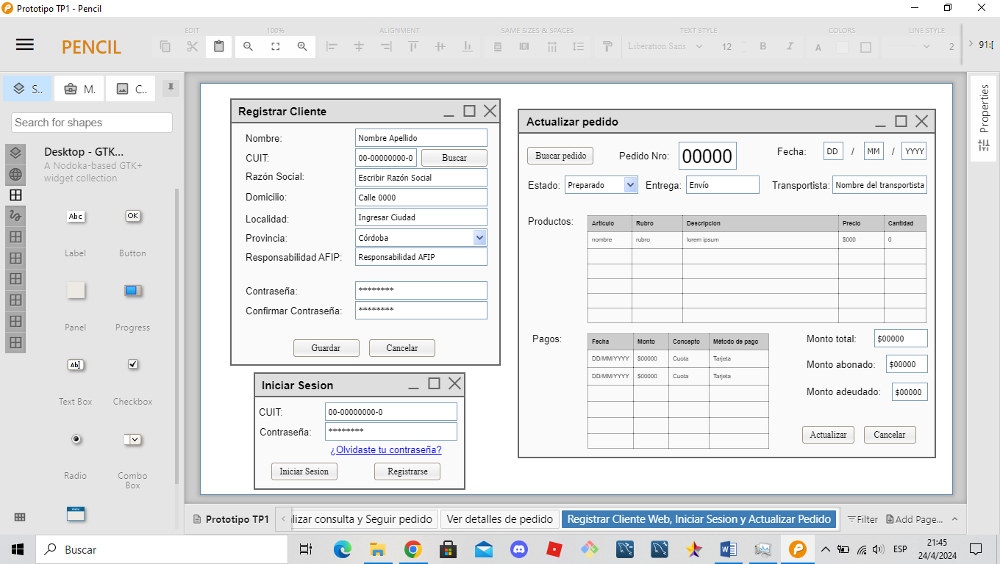 Prototipo TP1 - Pencil
PENCIL
EDIT
100%
ALIGNMENT
SAME SIZES & SPACES
TEXT STYLE
COLORS
LINE STYLE
Liberation Sans
12
B
I
A
2
91:[
S..
M.
C..
Search for shapes
Desktop - GTK...
A Nodoka-based GTK+
widget collection
Abc
OK
Label
Button
Panel
Progress
Ab
Text Box
Checkbox
Radio
Combo
Box
Registrar Cliente
Nombre:
Nombre Apellido
CUIT:
00-00000000-0
Buscar
Razón Social:
Escribir Razón Social
Domicilio:
Calle 0000
Localidad:
Ingresar Ciudad
Provincia:
Córdoba
Responsabilidad AFIP:
Responsabilidad AFIP
Contraseña:
********
Confirmar Contraseña:
********
Guardar
Cancelar
Iniciar Sesion
CUIT:
00-00000000-0
Contraseña:
********
¿Olvidaste tu contraseña?
Iniciar Sesion
Registrarse
Actualizar pedido
Buscar pedido
Pedido Nro:
00000
Fecha:
DD / MM / YYYY
Estado:
Preparado
Entrega:
Envío
Transportista:
Nombre del transportista
Productos:
Articulo Rubro Descripcion Precio Cantidad
nombre rubro lorem ipsum $000 0
Pagos:
Fecha Monto Concepto Método de pago
DD/MM/YYYY $00000 Cuota Tarjeta
DD/MM/YYYY $00000 Cuota Tarjeta
Monto total:
$00000
Monto abonado:
$00000
Monto adeudado:
$00000
Actualizar
Cancelar
Properties
Prototipo TP1
lizar consulta y Seguir pedido
Ver detalles de pedido
Registrar Cliente Web, Iniciar Sesion y Actualizar Pedido
Filter
Add Page...
Buscar
ESP
21:45
24/4/2024